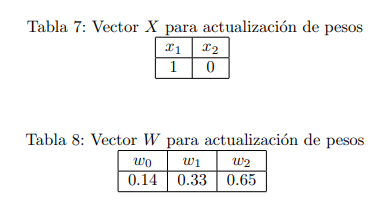 Tabla 7: Vector X para actualización de pesos
x₁ x₂
1 0
Tabla 8: Vector W para actualización de pesos
w₀ w₁ w₂
0.14 0.33 0.65